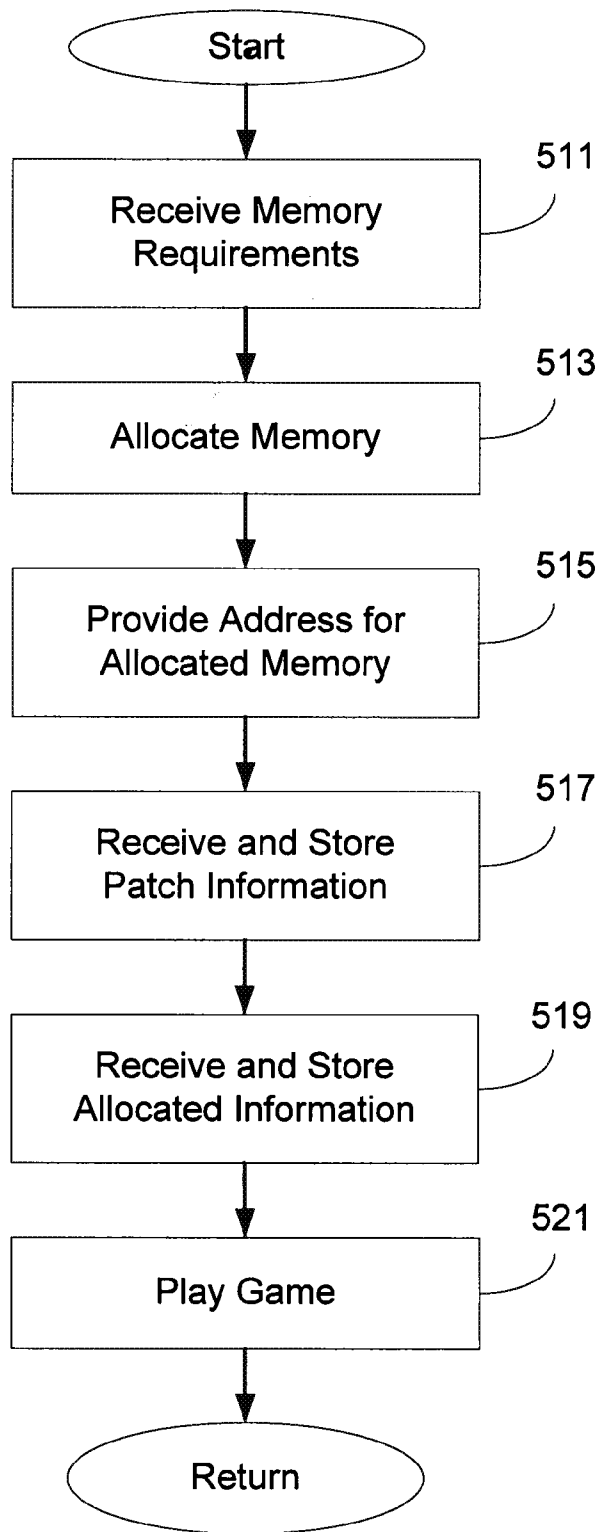 Start
511
Receive Memory
Requirements
513
Allocate Memory
515
Provide Address for
Allocated Memory
517
Receive and Store
Patch Information
519
Receive and Store
Allocated Information
521
Play Game
Return